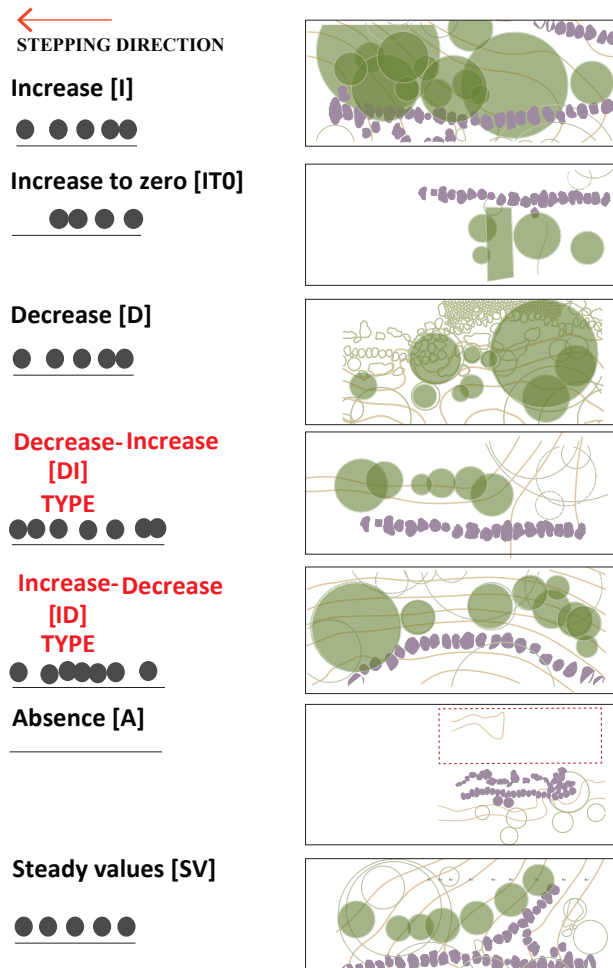 STEPPING DIRECTION
Increase [I]
Increase to zero [IT0]
Decrease [D]
Decrease- Increase
[DI]
TYPE
Increase- Decrease
[ID]
TYPE
Absence [A]
Steady values [SV]